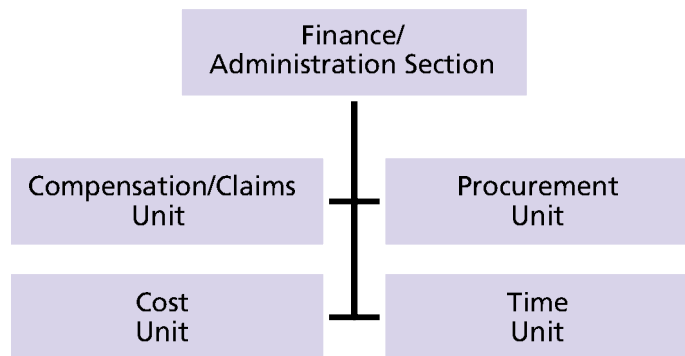 Finance/
Administration Section
Compensation/Claims
Unit
Procurement
Unit
Cost
Unit
Time
Unit